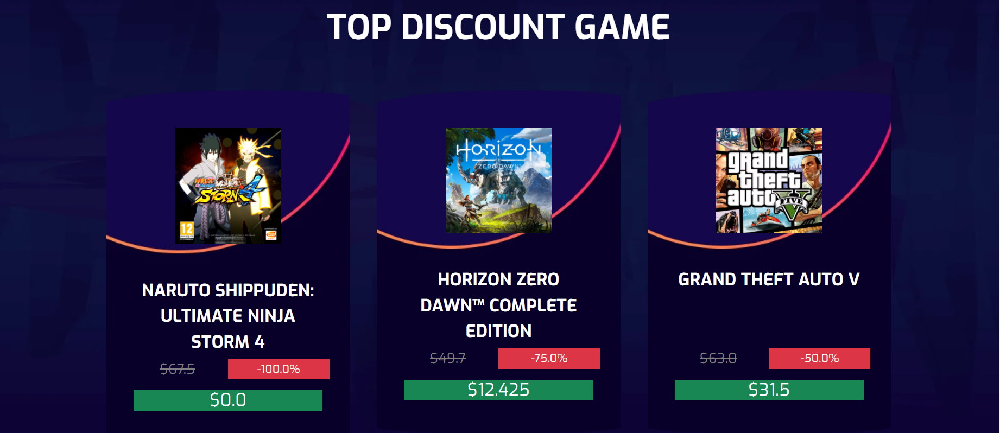 TOP DISCOUNT GAME
NARUTO
STORM 4
12
HORIZON
ZERO DAWN
grand
theft
auto
FIVE
V
NARUTO SHIPPUDEN:
ULTIMATE NINJA
STORM 4
$67.5
-100.0%
$0.0
HORIZON ZERO
DAWN™ COMPLETE
EDITION
$49.7
-75.0%
$12.425
GRAND THEFT AUTO V
$63.0
-50.0%
$31.5